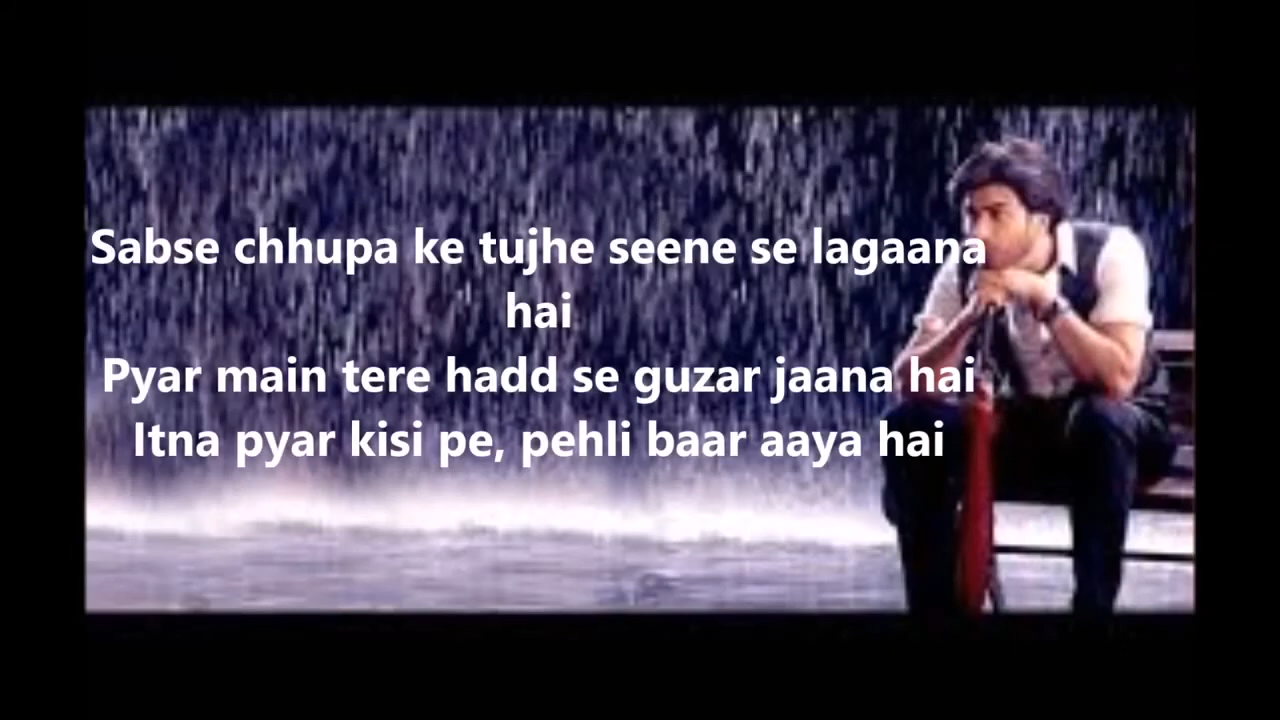 Sabse chhupa ke tujhe seene se lagaana
hai
Pyar main tere hadd se guzar jaana hai
Itna pyar kisi pe, pehli baar aaya hai